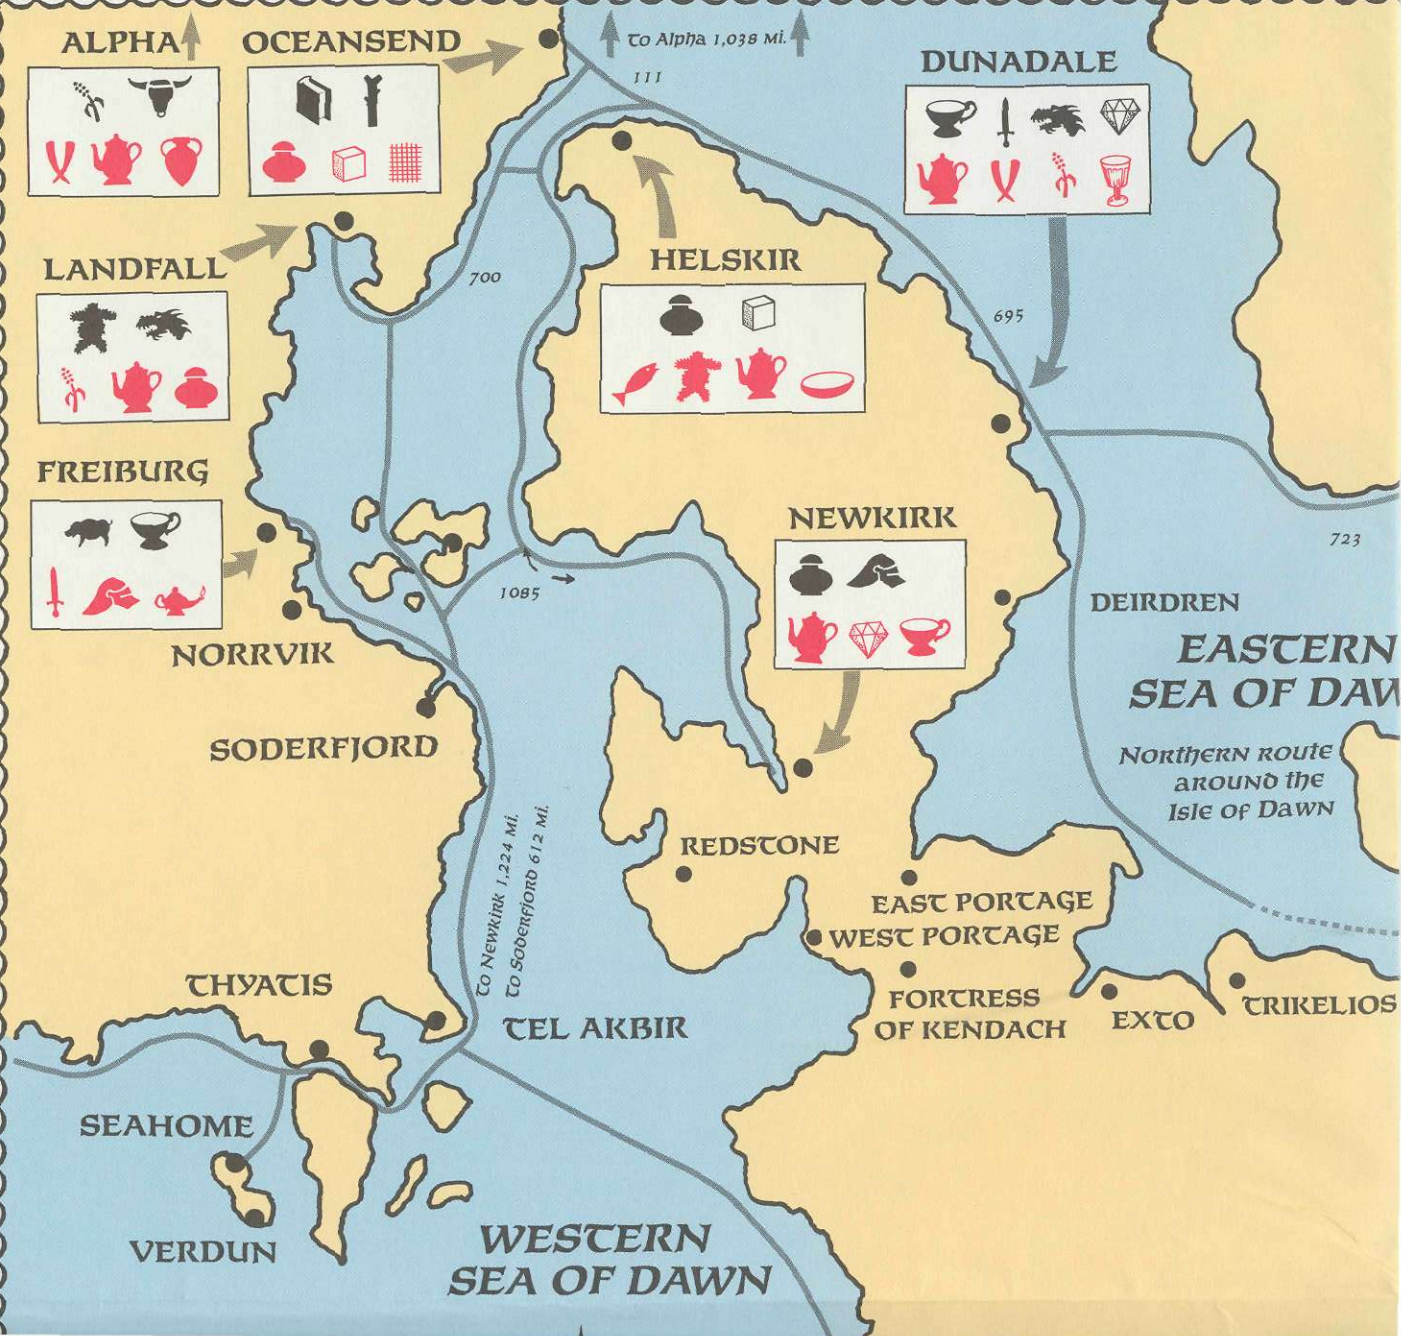 ALPHA
OCEANSEND
To Alpha 1,038 Mi.
111
DUNADALE
LANDFALL
700
HELSKIR
695
FREIBURG
NEWKIRK
723
1085
DEIRDREN
NORRVIK
EASTERN
SEA OF DAW
SODERFJORD
Northern route
around the
Isle of Dawn
To Newkirk 1,224 Mi.
To Soderfjord 612 Mi.
REDSTONE
EAST PORTAGE
WEST PORTAGE
THYATIS
FORTRESS
OF KENDACH
EXTO
TRIKELIOS
TEL AKBIR
SEAHOME
VERDUN
WESTERN
SEA OF DAWN